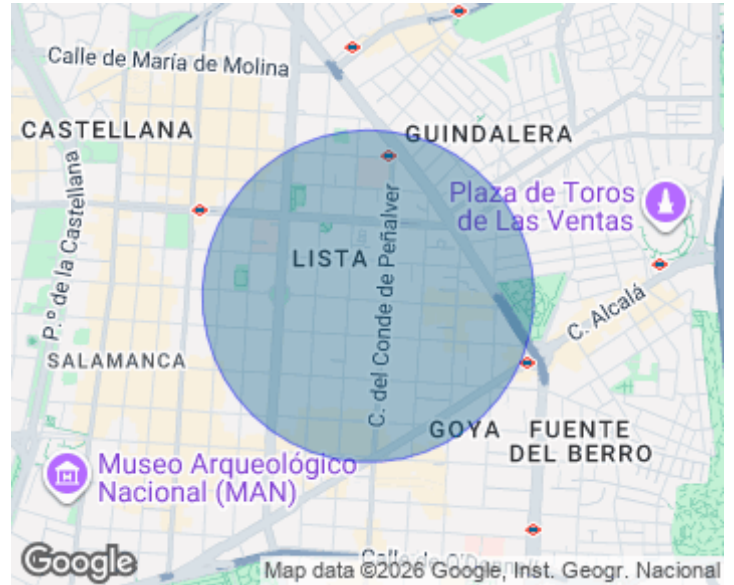 Calle de María de Molina
CASTELLANA
GUINDALERA
Plaza de Toros
de Las Ventas
P.º de la Castellana
LISTA
C. del Conde de Peñalver
C. Alcalá
SALAMANCA
GOYA
FUENTE
DEL BERRO
Museo Arqueológico
Nacional (MAN)
Google
Map data ©2026 Google, Inst. Geogr. Nacional